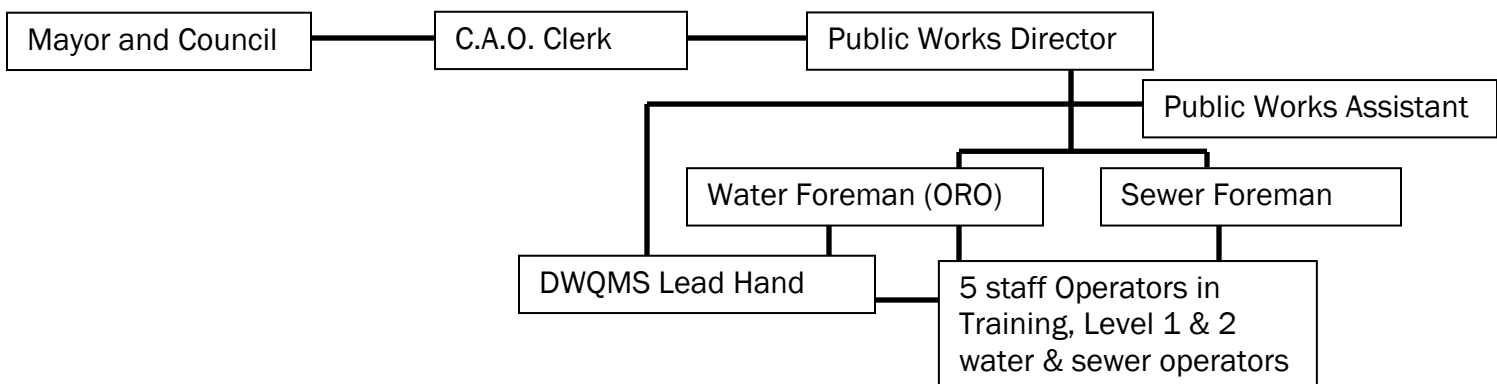 Mayor and Council
C.A.O. Clerk
Public Works Director
Public Works Assistant
Water Foreman (ORO)
Sewer Foreman
DWQMS Lead Hand
5 staff Operators in
Training, Level 1 & 2
water & sewer operators